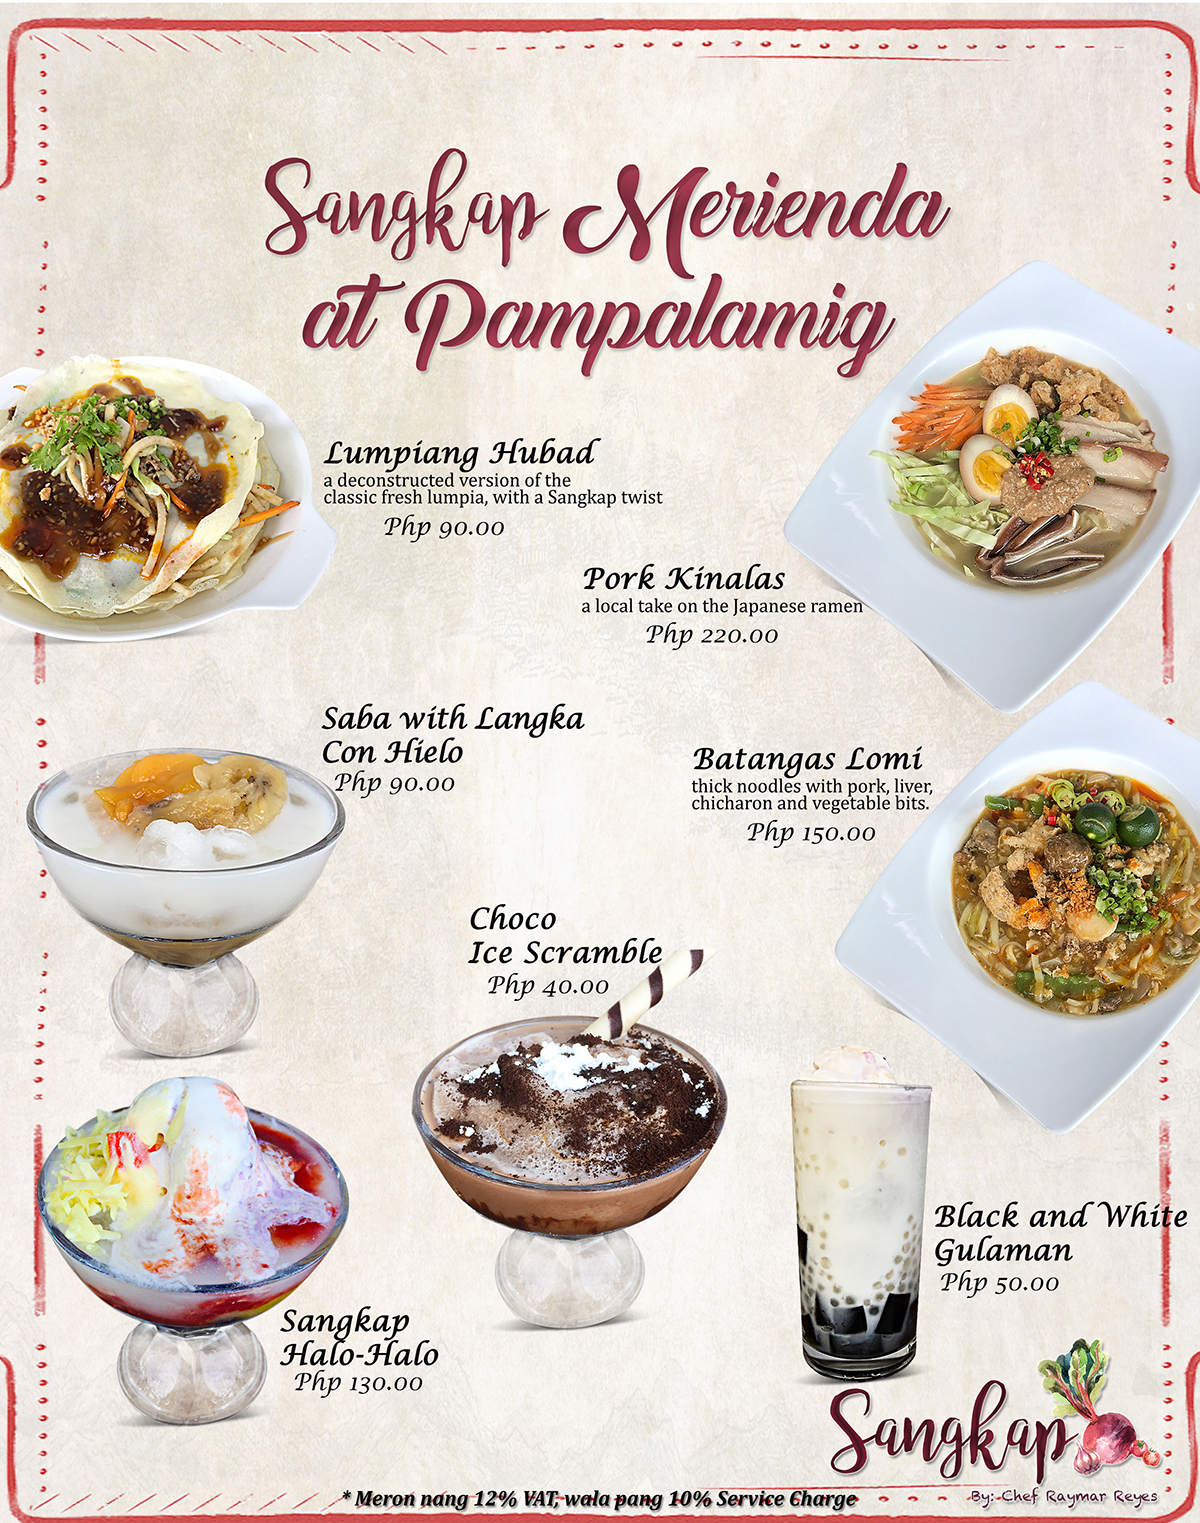 Sangkap Merienda
at Pampalamig
Lumpiang Hubad
a deconstructed version of the
classic fresh lumpia, with a Sangkap twist
Php 90.00
Pork Kinalas
a local take on the Japanese ramen
Php 220.00
Saba with Langka
Con Hielo
Php 90.00
Batangas Lomi
thick noodles with pork, liver,
chicharon and vegetable bits.
Php 150.00
Choco
Ice Scramble
Php 40.00
Black and White
Gulaman
Php 50.00
Sangkap
Halo-Halo
Php 130.00
Sangkap
By: Chef Raymar Reyes
* Meron nang 12% VAT, wala pang 10% Service Charge